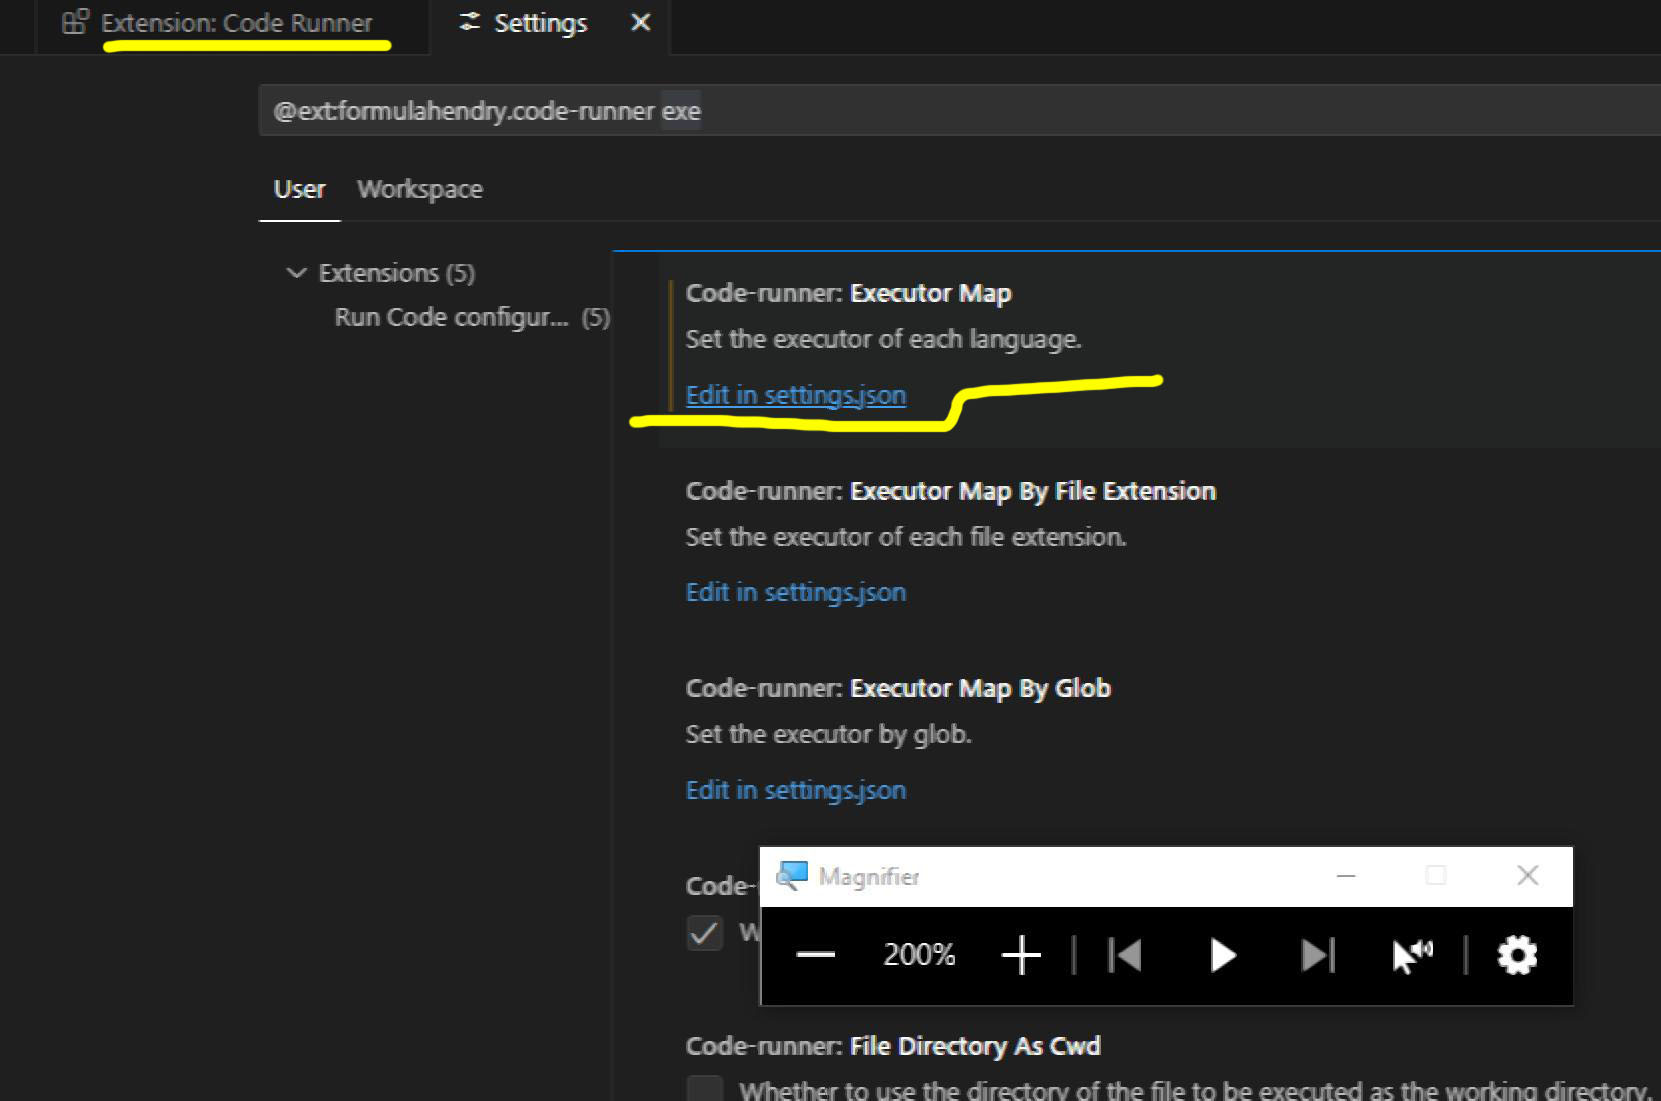 Extension: Code Runner
Settings
@ext:formulahendry.code-runner exe
User
Workspace
Extensions (5)
Run Code configur... (5)
Code-runner: Executor Map
Set the executor of each language.
Edit in settings.json
Code-runner: Executor Map By File Extension
Set the executor of each file extension.
Edit in settings.json
Code-runner: Executor Map By Glob
Set the executor by glob.
Edit in settings.json
Magnifier
Code-
W
200%
Code-runner: File Directory As Cwd
Whether to use the directory of the file to be executed as the working directory.